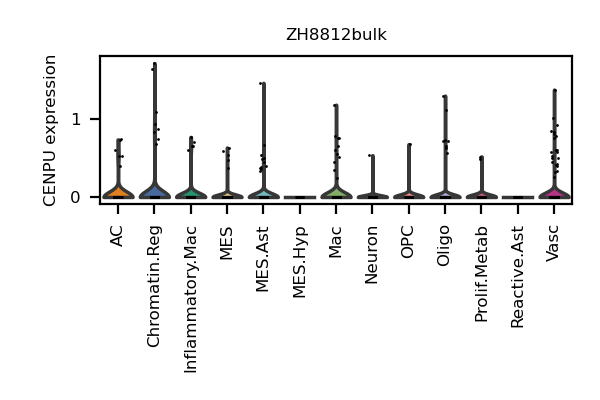 ZH8812bulk
CENPU expression
1
0
AC
Chromatin.Reg
Inflammatory.Mac
MES
MES.Ast
MES.Hyp
Mac
Neuron
OPC
Oligo
Prolif.Metab
Reactive.Ast
Vasc